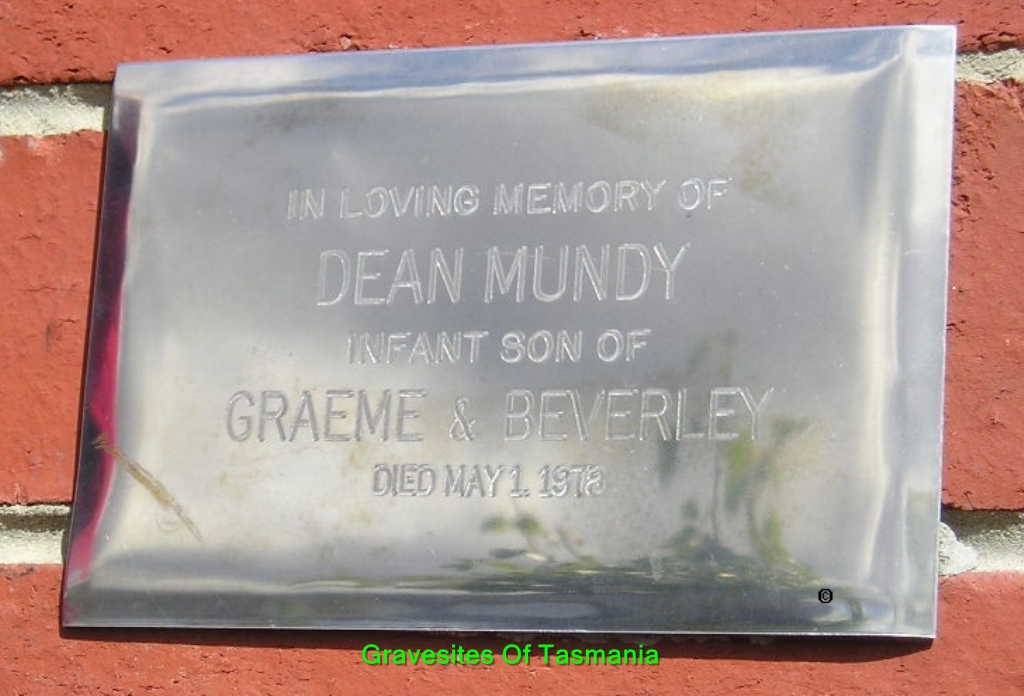 IN LOVING MEMORY OF
DEAN MUNDY
INFANT SON OF
GRAEME & BEVERLEY
DIED MAY 1. 1978
©
Gravesites Of Tasmania